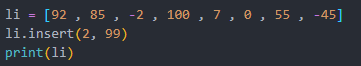 li = [92 , 85 , -2 , 100 , 7 , 0 , 55 , -45]
li.insert(2, 99)
print(li)